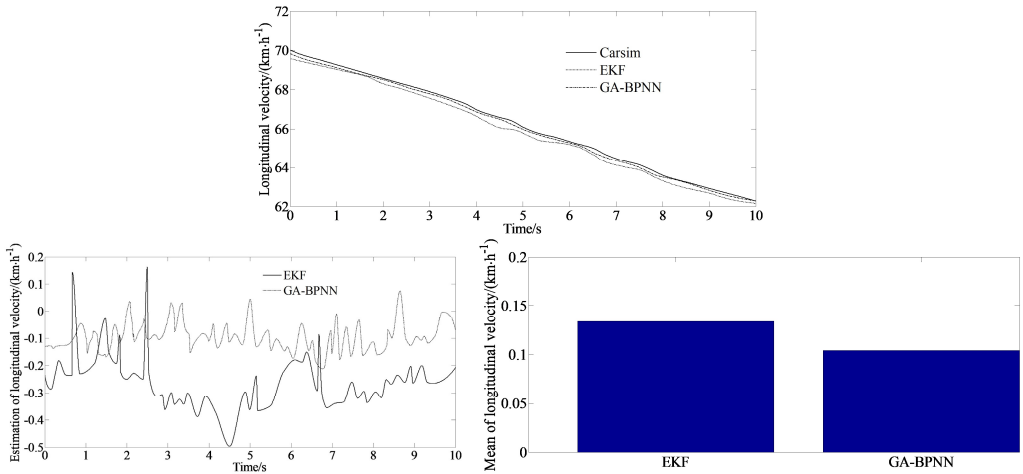 Longitudinal velocity/(km·h⁻¹)
72
70
68
66
64
62
Carsim
EKF
GA-BPNN
0 1 2 3 4 5 6 7 8 9 10
Time/s
Estimation of longitudinal velocity/(km·h⁻¹)
0.2
0.1
0
-0.1
-0.2
-0.3
-0.4
-0.5
EKF
GA-BPNN
0 1 2 3 4 5 6 7 8 9 10
Time/s
Mean of longitudinal velocity/(km·h⁻¹)
0.2
0.15
0.1
0.05
0
EKF GA-BPNN